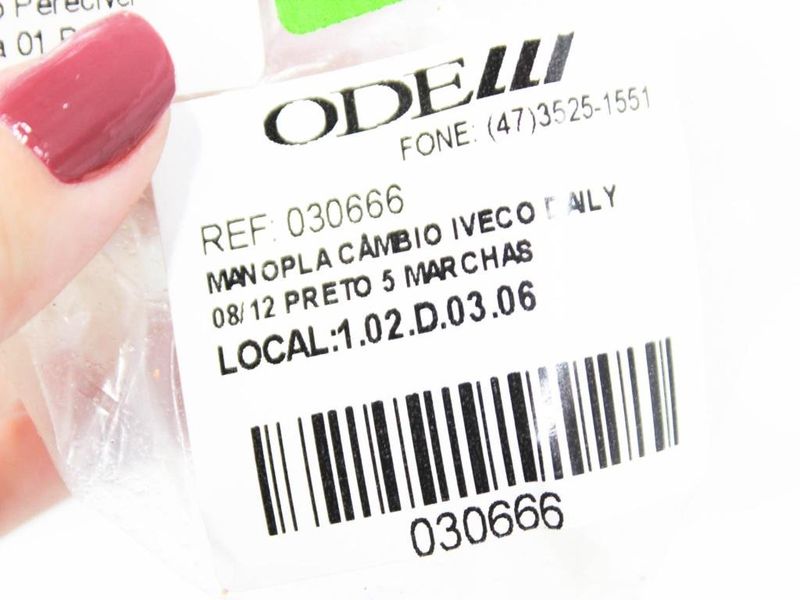 a 01
ODE
FONE: (47)3525-1551
REF: 030666
MANOPLA CÂMBIO IVECO DAILY
08/12 PRETO 5 MARCHAS
LOCAL:1.02.D.03.06
030666